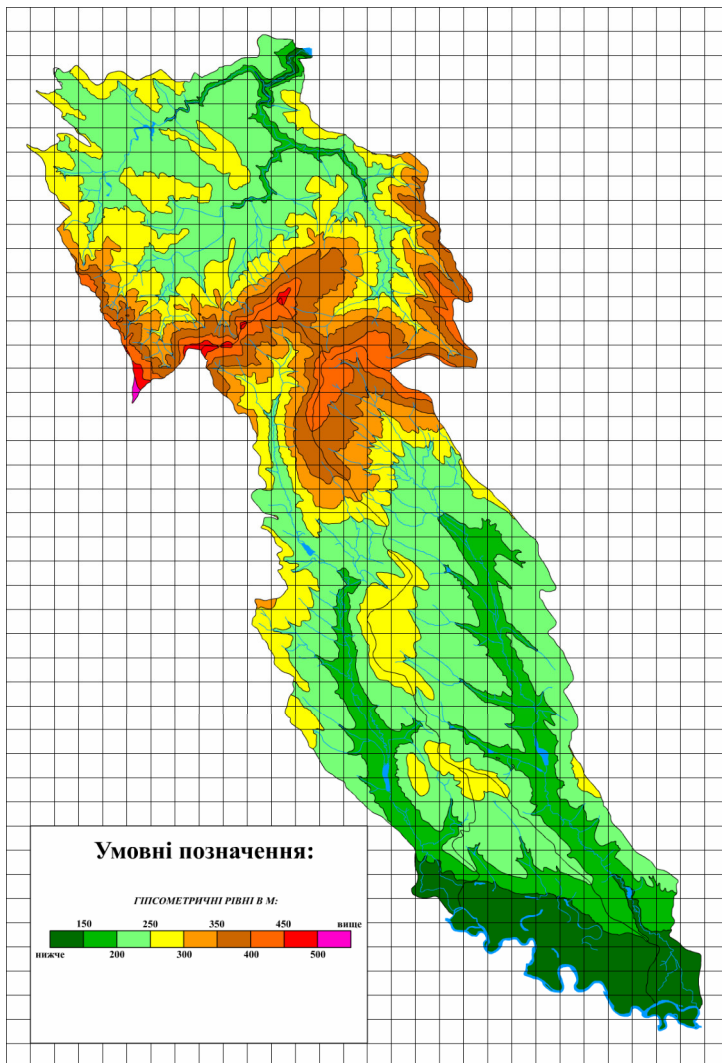 Умовні позначення:
ГІПСОМЕТРИЧНІ РІВНІ В М:
150 250 350 450 вище
нижче 200 300 400 500